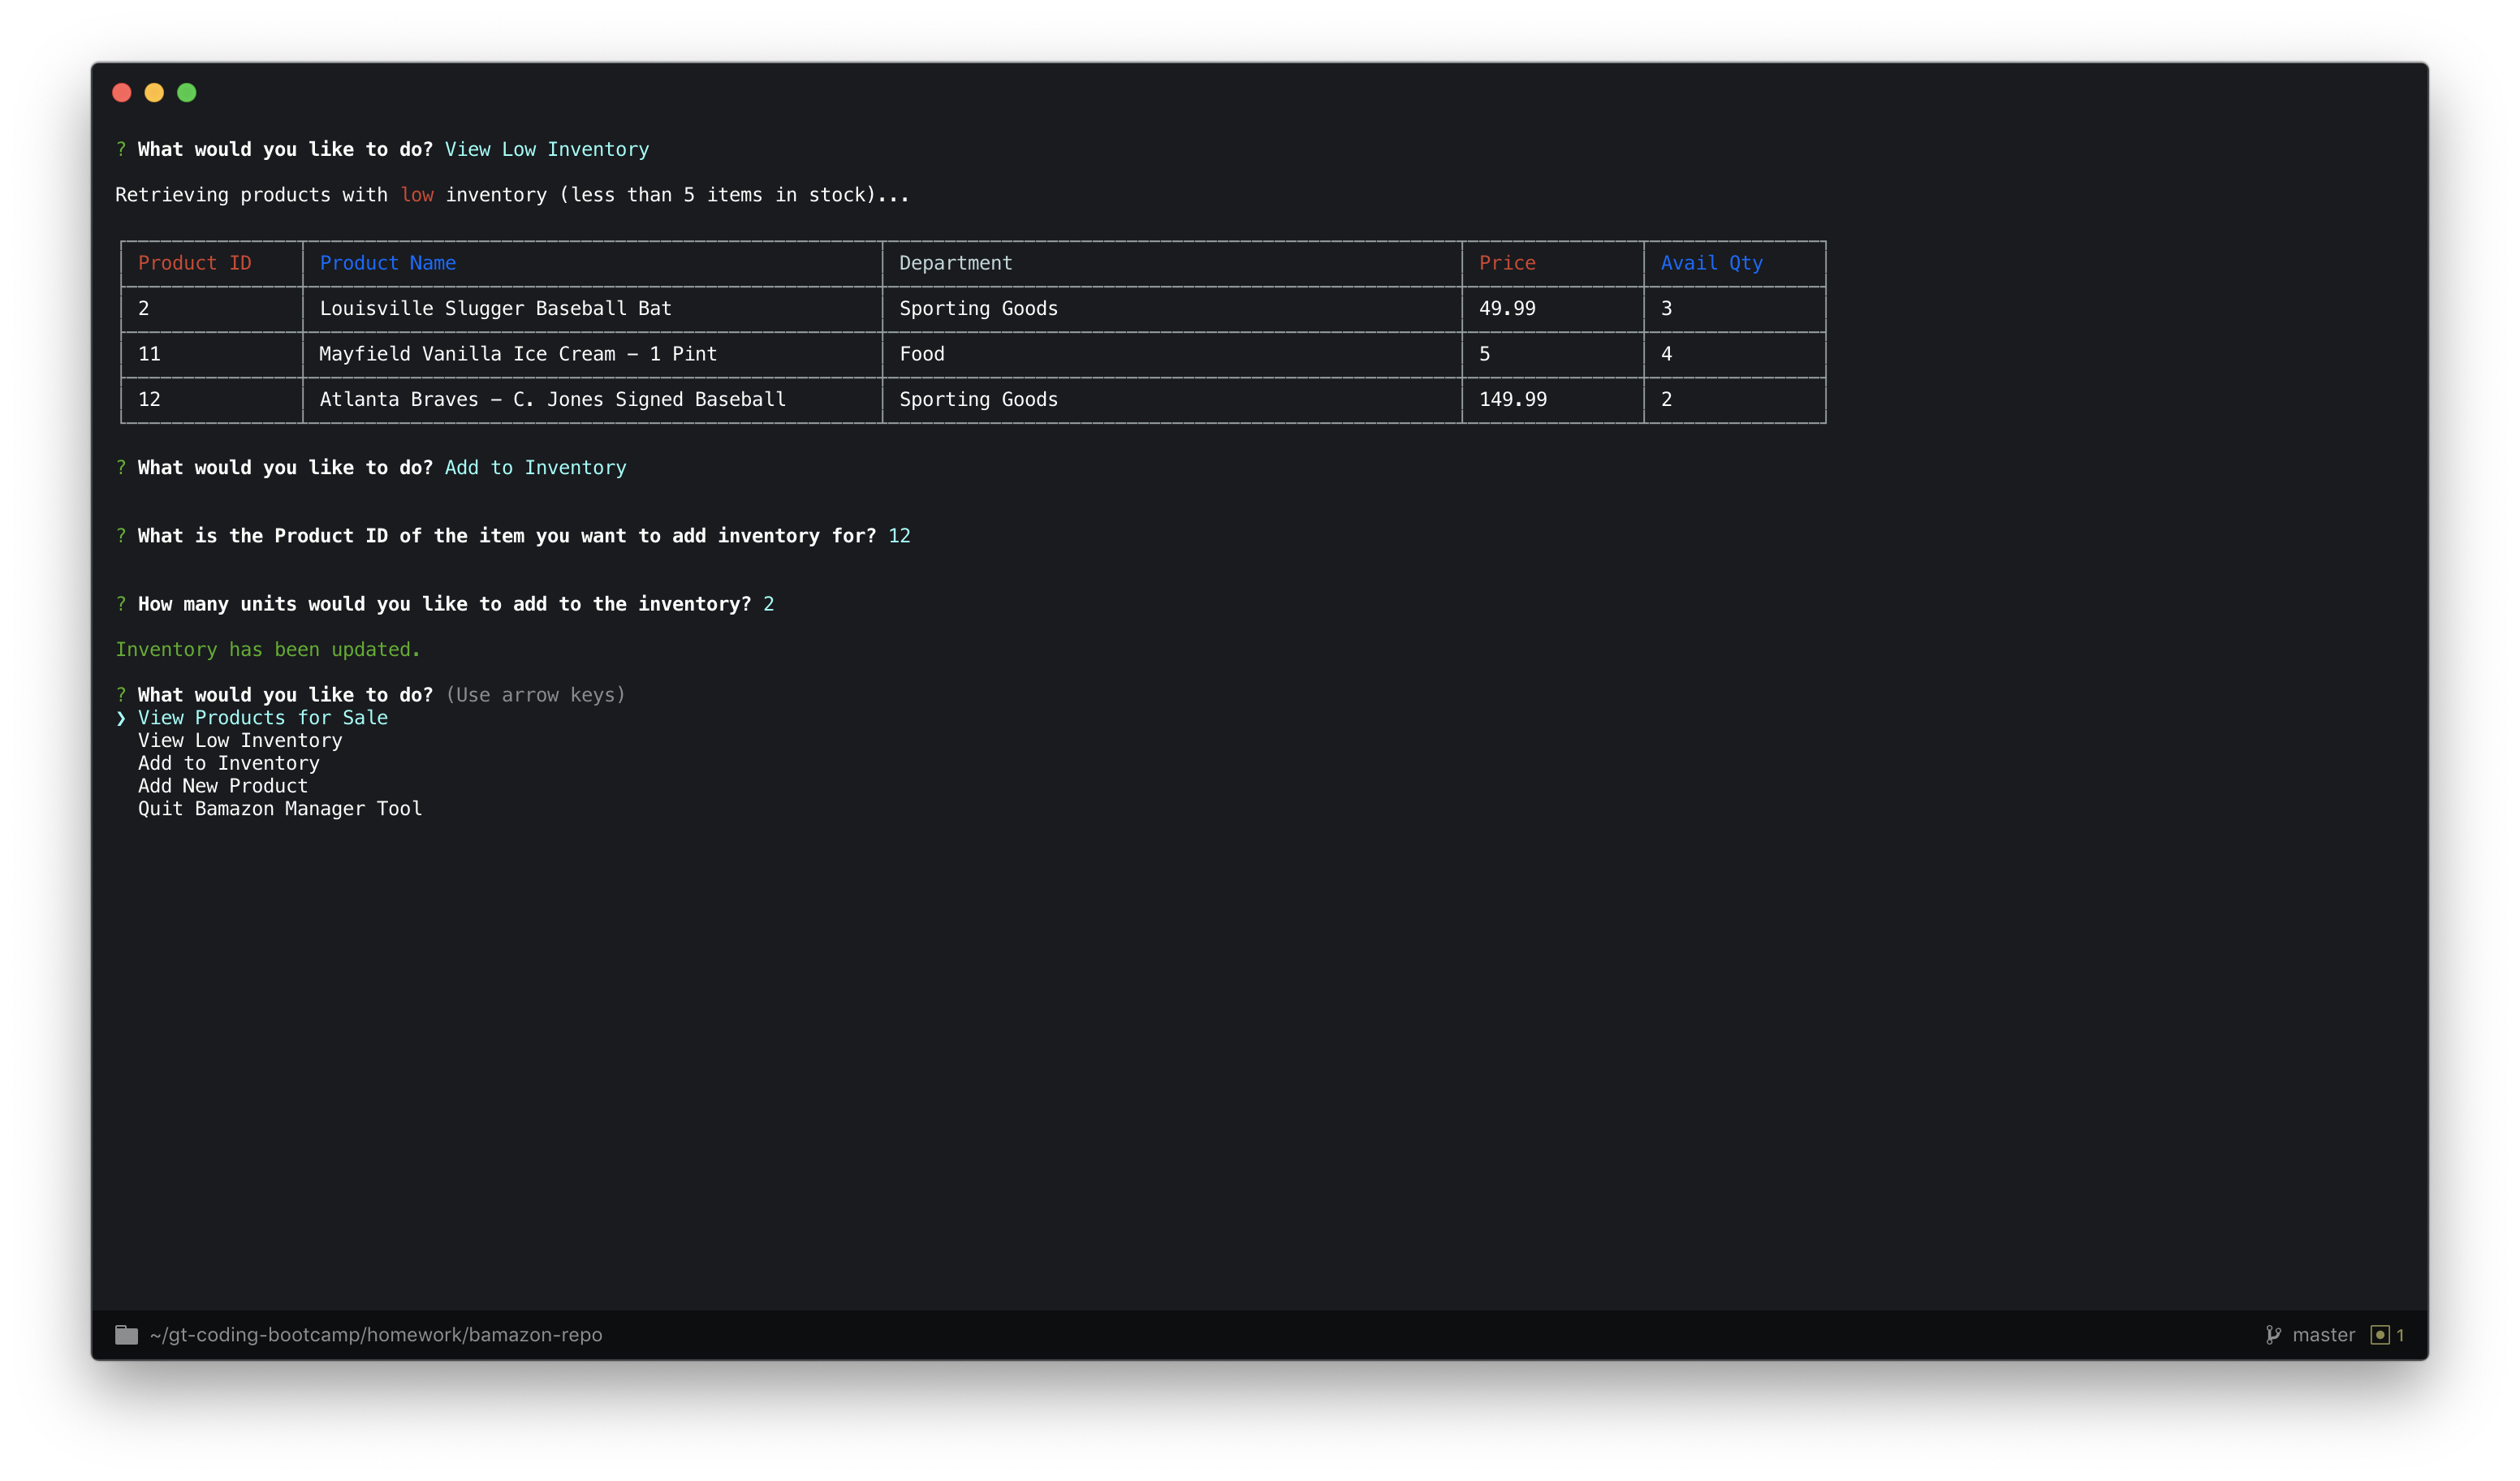 ? What would you like to do? View Low Inventory
Retrieving products with low inventory (less than 5 items in stock)...
Product ID Product Name Department Price Avail Qty
2 Louisville Slugger Baseball Bat Sporting Goods 49.99 3
11 Mayfield Vanilla Ice Cream - 1 Pint Food 5 4
12 Atlanta Braves - C. Jones Signed Baseball Sporting Goods 149.99 2
? What would you like to do? Add to Inventory
? What is the Product ID of the item you want to add inventory for? 12
? How many units would you like to add to the inventory? 2
Inventory has been updated.
? What would you like to do? (Use arrow keys)
❯ View Products for Sale
View Low Inventory
Add to Inventory
Add New Product
Quit Bamazon Manager Tool
~/gt-coding-bootcamp/homework/bamazon-repo master 1